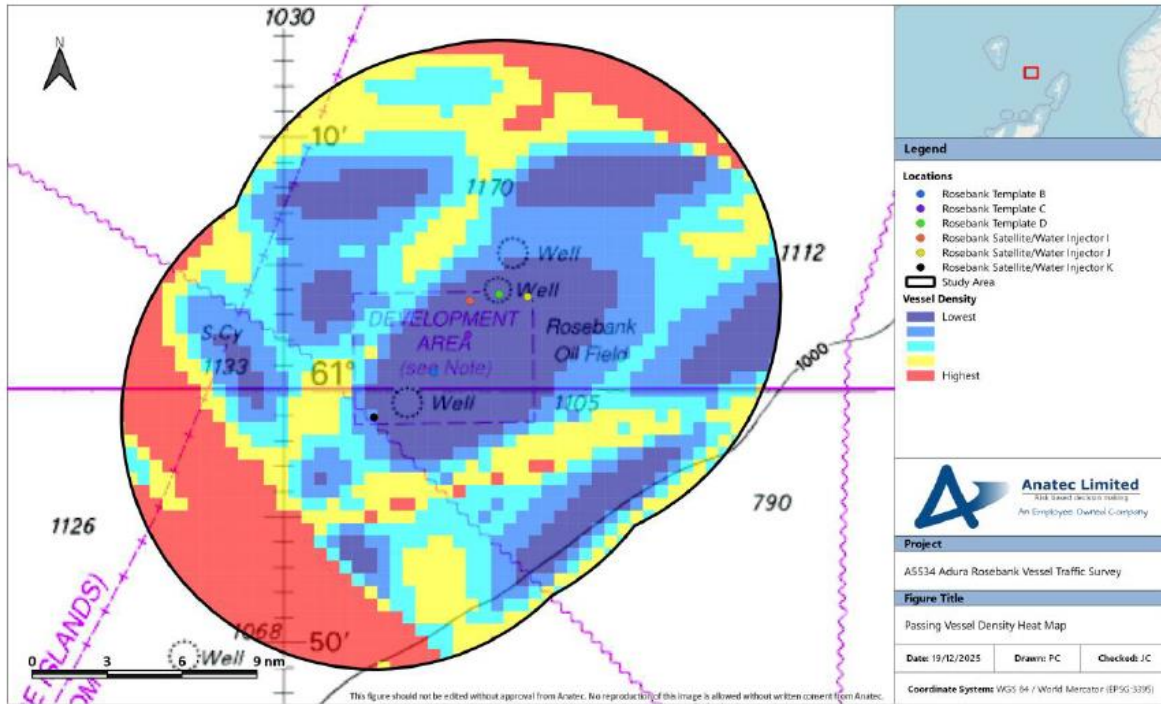 1030
N
10'
1170
Well
1112
Well
DEVELOPMENT
AREA
(see Note)
Rosebank
Oil Field
S.Cy
1133
1000
61°
Well
1105
790
1126
1068
50'
Well
0 3 6 9 nm
This figure should not be edited without approval from Anatec. No reproduction of this image is allowed without written consent from Anatec.
Legend
Locations
Rosebank Template B
Rosebank Template C
Rosebank Template D
Rosebank Satellite/Water Injector I
Rosebank Satellite/Water Injector J
Rosebank Satellite/Water Injector K
Study Area
Vessel Density
Lowest
Highest
Anatec Limited
Risk based decision making
An Employee Owned Company
Project
A5534 Adura Rosebank Vessel Traffic Survey
Figure Title
Passing Vessel Density Heat Map
Date: 19/12/2025 Drawn: PC Checked: JC
Coordinate System: WGS 84 / World Mercator (EPSG:3395)